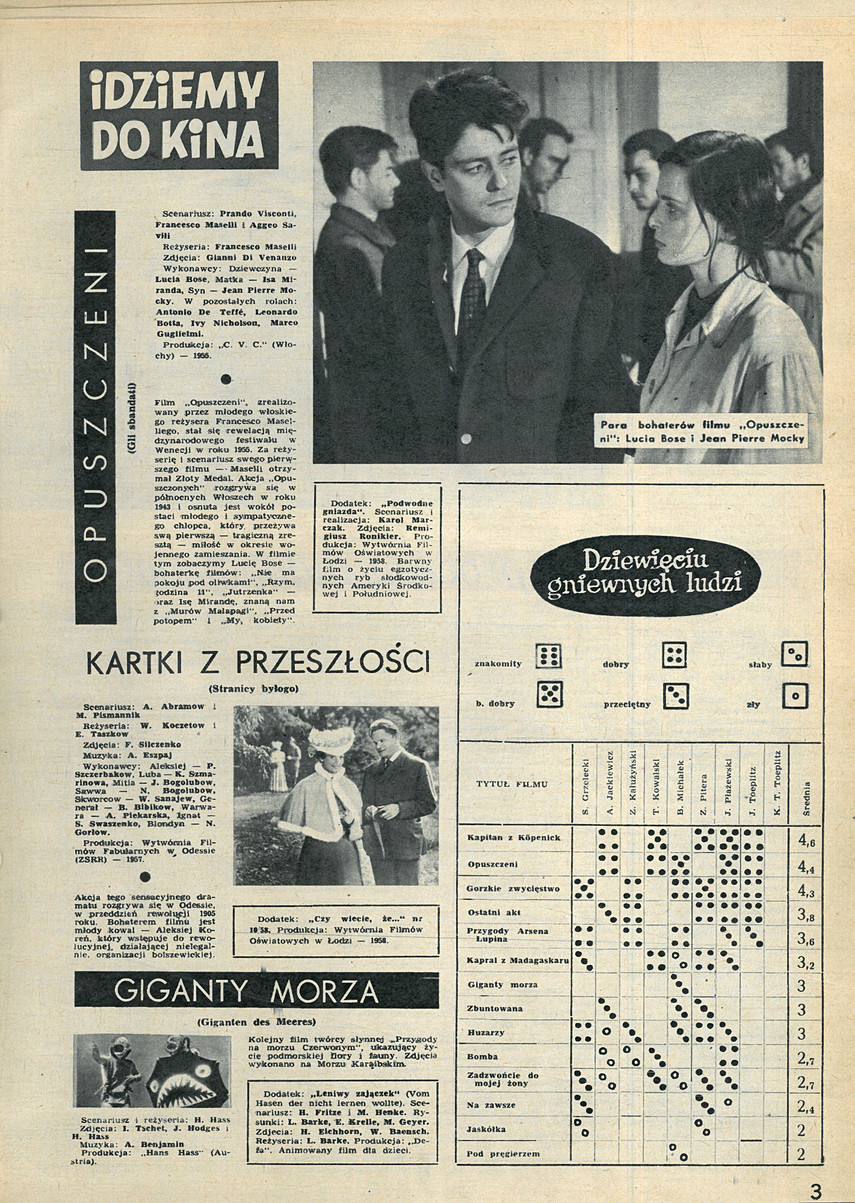 iDZiEMY
DO KiNA
OPUSZCZENI
(Gli sbandati)
Scenariusz: Prando Visconti,
Francesco Maselli i Aggeo Sa-
vili
Reżyseria: Francesco Maselli
Zdjęcia: Gianni Di Venanzo
Wykonawcy: Dziewczyna —
Lucia Bose, Matka — Isa Mi-
randa, Syn — Jean Pierre Mo-
cky. W pozostałych rolach:
Antonio De Teffé, Leonardo
Botta, Ivy Nicholson, Marco
Guglielmi.
Produkcja: „C. V. C." (Wło-
chy) — 1955.
Film „Opuszczeni", zrealizo-
wany przez młodego włoskie-
go reżysera Francesco Masel-
liego, stał się rewelacją mię-
dzynarodowego festiwalu w
Wenecji w roku 1955. Za reży-
serię i scenariusz swego pierw-
szego filmu — Maselli otrzy-
mał Złoty Medal. Akcja „Opu-
szczonych" rozgrywa się w
północnych Włoszech w roku
1943 i osnuta jest wokół po-
staci młodego i sympatyczne-
go chłopca, który przeżywa
swą pierwszą — tragiczną zre-
sztą — miłość w okresie wo-
jennego zamieszania. W filmie
tym zobaczymy Lucię Bose —
bohaterkę filmów: „Nie ma
pokoju pod oliwkami", „Rzym,
godzina 11", „Jutrzenka" —
oraz Isę Mirandę, znaną nam
z „Murów Malapagi", „Przed
potopem" i „My, kobiety".
Para bohaterów filmu „Opuszcze-
ni": Lucia Bose i Jean Pierre Mocky
Dodatek: „Podwodne
gniazda". Scenariusz i
realizacja: Karol Mar-
czak. Zdjęcia: Remi-
giusz Ronikier. Pro-
dukcja: Wytwórnia Fil-
mów Oświatowych w
Łodzi — 1958. Barwny
film o życiu egzotycz-
nych ryb słodkowod-
nych Ameryki Środko-
wej i Południowej.
KARTKI Z PRZESZŁOŚCI
(Stranicy byłogo)
Scenariusz: A. Abramow i
M. Pismannik
Reżyseria: W. Koczetow i
E. Taszkow
Zdjęcia: F. Silczenko
Muzyka: A. Eszpaj
Wykonawcy: Aleksiej — P.
Szczerbakow, Luba — K. Szma-
rinowa, Mitia — J. Bogolubow,
Sawwa — N. Bogolubow,
Skworcow — W. Sanajew, Ge-
nerał — B. Bibikow, Warwa-
ra — A. Piekarska, Ignat —
S. Swaszenko, Blondyn — N.
Gorłow.
Produkcja: Wytwórnia Fil-
mów Fabularnych w Odessie
(ZSRR) — 1957.
Akcja tego sensacyjnego dra-
matu rozgrywa się w Odessie,
w przeddzień rewolucji 1905
roku. Bohaterem filmu jest
młody kowal — Aleksiej Ko-
reń, który wstępuje do rewo-
lucyjnej, działającej nielegal-
nie, organizacji bolszewickiej.
Dodatek: „Czy wiecie, że..." nr
10/58. Produkcja: Wytwórnia Filmów
Oświatowych w Łodzi — 1958.
GIGANTY MORZA
(Giganten des Meeres)
Kolejny film twórcy słynnej „Przygody
na morzu Czerwonym", ukazujący ży-
cie podmorskiej flory i fauny. Zdjęcia
wykonano na Morzu Karaibskim.
Scenariusz i reżyseria: H. Hass
Zdjęcia: I. Tschet, J. Hodges i
H. Hass
Muzyka: A. Benjamin
Produkcja: „Hans Hass" (Au-
stria).
Dodatek: „Leniwy zajączek" (Vom
Hasen der nicht lernen wollte). Sce-
nariusz: H. Fritze i M. Henke. Ry-
sunki: L. Barke, E. Krelle, M. Geyer.
Zdjęcia: H. Eichhorn, W. Baensch.
Reżyseria: L. Barke. Produkcja: „De-
fa". Animowany film dla dzieci.
Dziewięciu
gniewnych ludzi
znakomity dobry słaby
b. dobry przeciętny zły
TYTUŁ FILMU S. Grzelecki A. Jackiewicz Z. Kałużyński T. Kowalski B. Michałek Z. Pitera J. Płażewski J. Toeplitz K. T. Toeplitz Średnia
Kapitan z Köpenick 4,6
Opuszczeni 4,4
Gorzkie zwycięstwo 4,3
Ostatni akt 3,8
Przygody Arsena
Lupina 3,6
Kapral z Madagaskaru 3,2
Giganty morza 3
Zbuntowana 3
Huzarzy 3
Bomba 2,7
Zadzwońcie do
mojej żony 2,7
Na zawsze 2,4
Jaskółka 2
Pod pręgierzem 2
3